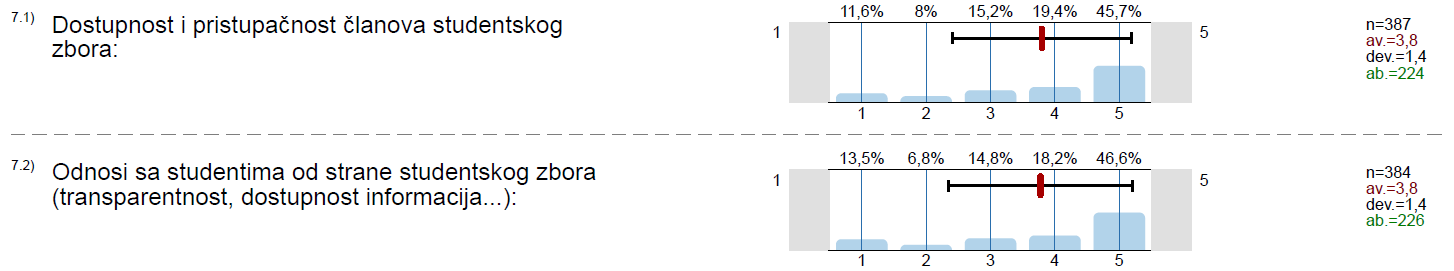 7.1) Dostupnost i pristupačnost članova studentskog
zbora:
11,6% 8% 15,2% 19,4% 45,7%
1 5
1 2 3 4 5
n=387
av.=3,8
dev.=1,4
ab.=224
7.2) Odnosi sa studentima od strane studentskog zbora
(transparentnost, dostupnost informacija...):
13,5% 6,8% 14,8% 18,2% 46,6%
1 5
1 2 3 4 5
n=384
av.=3,8
dev.=1,4
ab.=226